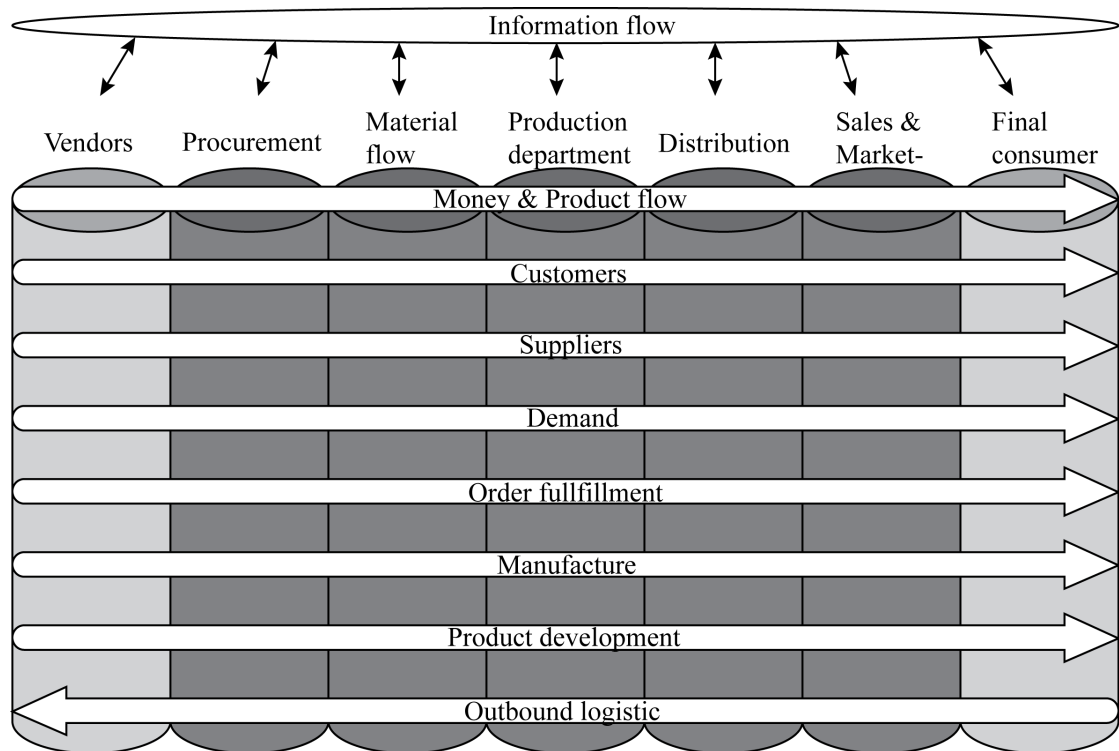 Information flow
Vendors
Procurement
Material
flow
Production
department
Distribution
Sales &
Market-
Final
consumer
Money & Product flow
Customers
Suppliers
Demand
Order fullfillment
Manufacture
Product development
Outbound logistic